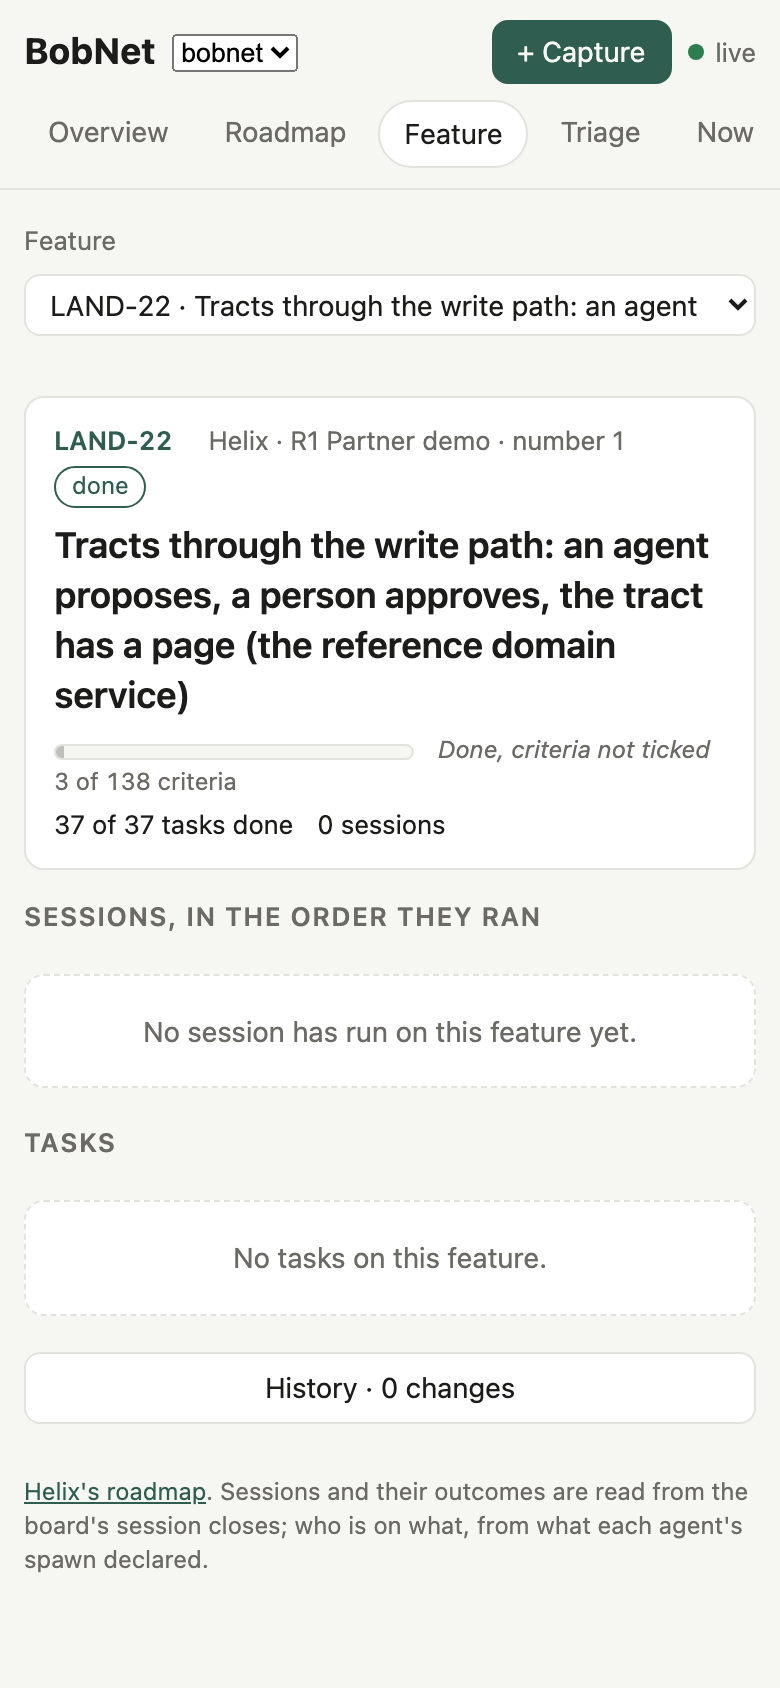 BobNet bobnet + Capture live
Overview Roadmap Feature Triage Now
Feature
LAND-22 · Tracts through the write path: an agent
LAND-22 Helix · R1 Partner demo · number 1
done
Tracts through the write path: an agent
proposes, a person approves, the tract
has a page (the reference domain
service)
Done, criteria not ticked
3 of 138 criteria
37 of 37 tasks done 0 sessions
SESSIONS, IN THE ORDER THEY RAN
No session has run on this feature yet.
TASKS
No tasks on this feature.
History · 0 changes
Helix's roadmap. Sessions and their outcomes are read from the
board's session closes; who is on what, from what each agent's
spawn declared.